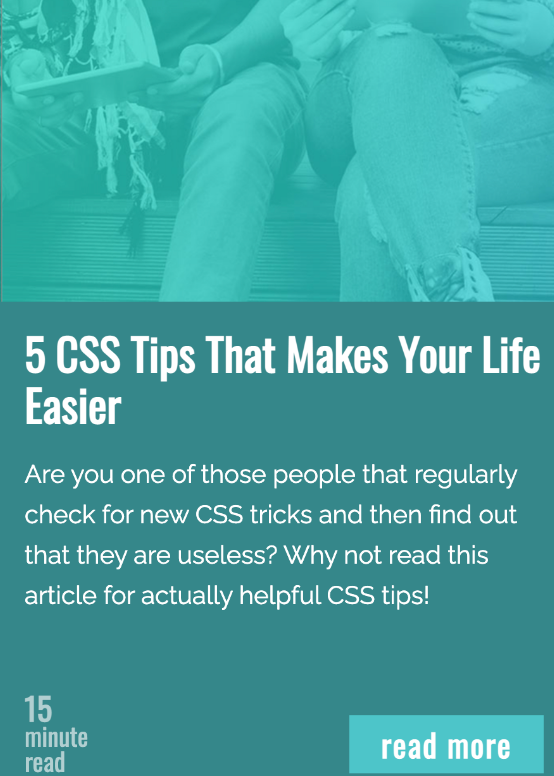 5 CSS Tips That Makes Your Life
Easier
Are you one of those people that regularly
check for new CSS tricks and then find out
that they are useless? Why not read this
article for actually helpful CSS tips!
15
minute
read
read more